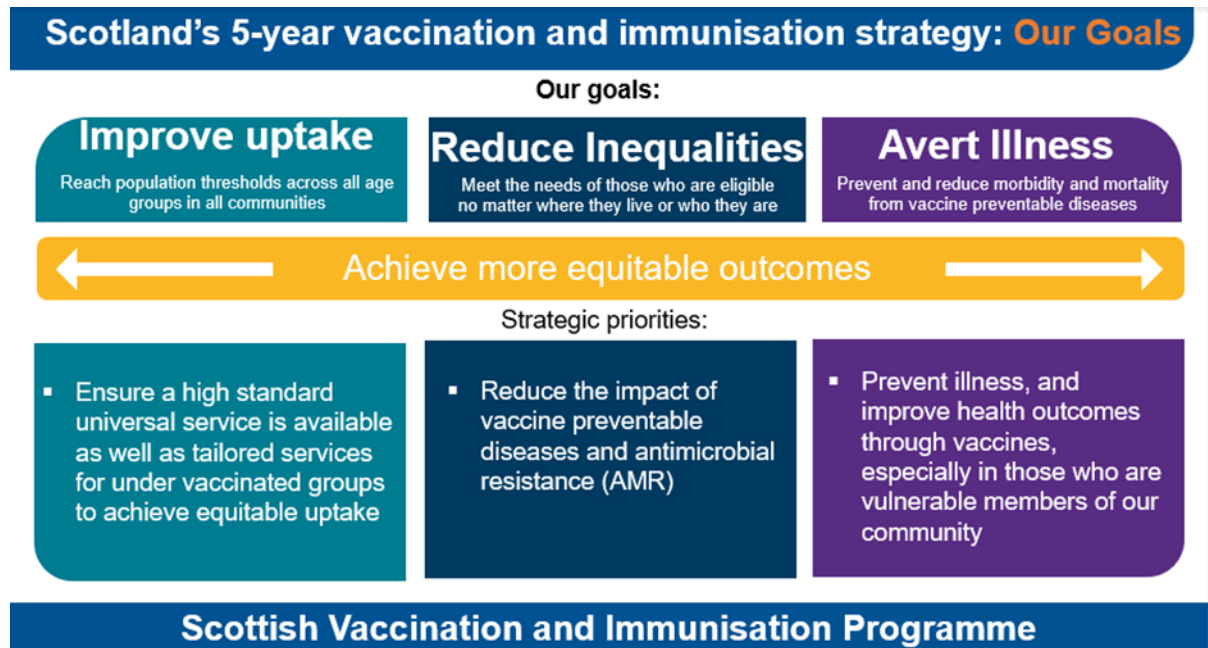 Scotland's 5-year vaccination and immunisation strategy: Our Goals
Our goals:
Improve uptake
Reach population thresholds across all age
groups in all communities
Reduce Inequalities
Meet the needs of those who are eligible
no matter where they live or who they are
Avert Illness
Prevent and reduce morbidity and mortality
from vaccine preventable diseases
Achieve more equitable outcomes
Strategic priorities:
▪ Ensure a high standard
universal service is available
as well as tailored services
for under vaccinated groups
to achieve equitable uptake
▪ Reduce the impact of
vaccine preventable
diseases and antimicrobial
resistance (AMR)
▪ Prevent illness, and
improve health outcomes
through vaccines,
especially in those who are
vulnerable members of our
community
Scottish Vaccination and Immunisation Programme